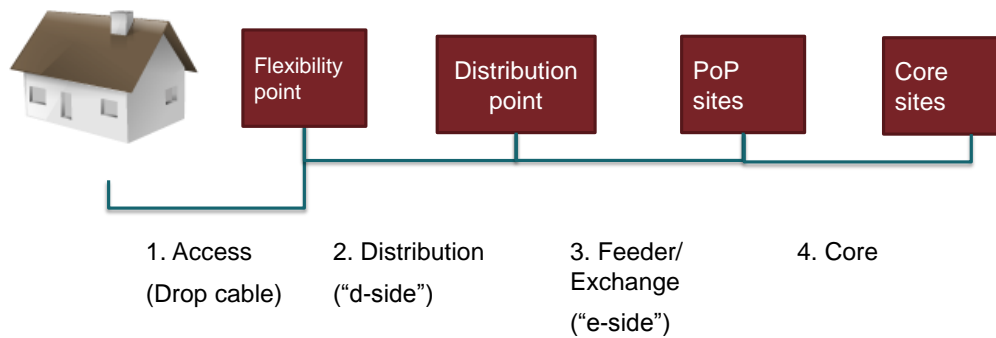 Flexibility
point
Distribution
point
PoP
sites
Core
sites
1. Access
(Drop cable)
2. Distribution
(“d-side”)
3. Feeder/
Exchange
(“e-side”)
4. Core